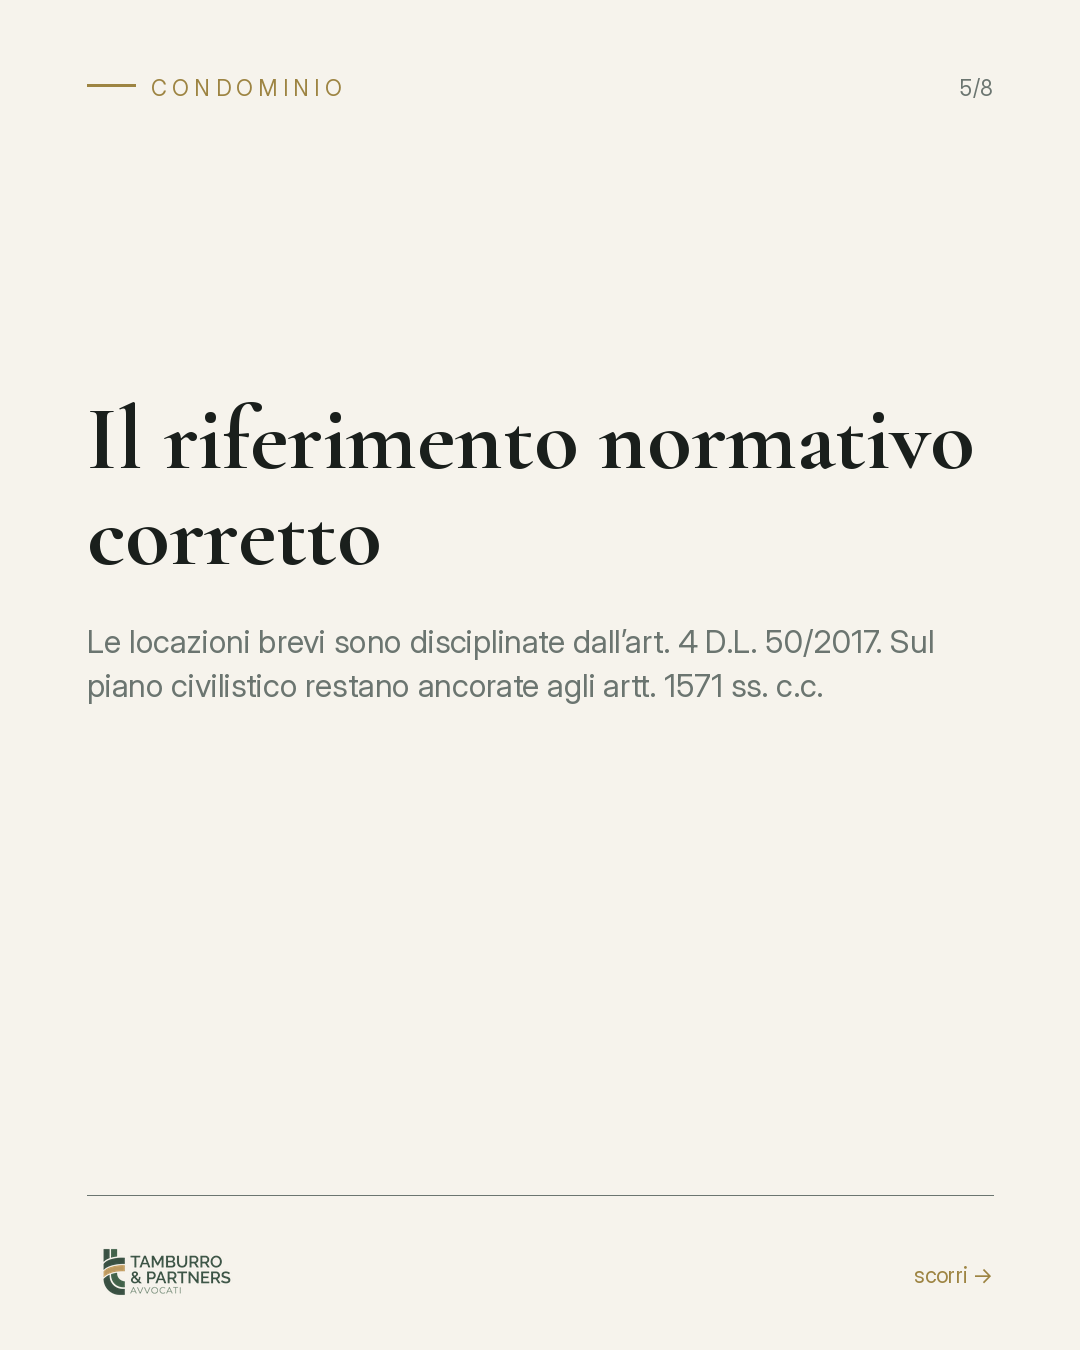 CONDOMINIO
5/8
Il riferimento normativo
corretto
Le locazioni brevi sono disciplinate dall’art. 4 D.L. 50/2017. Sul
piano civilistico restano ancorate agli artt. 1571 ss. c.c.
TAMBURRO
& PARTNERS
AVVOCATI
scorri →